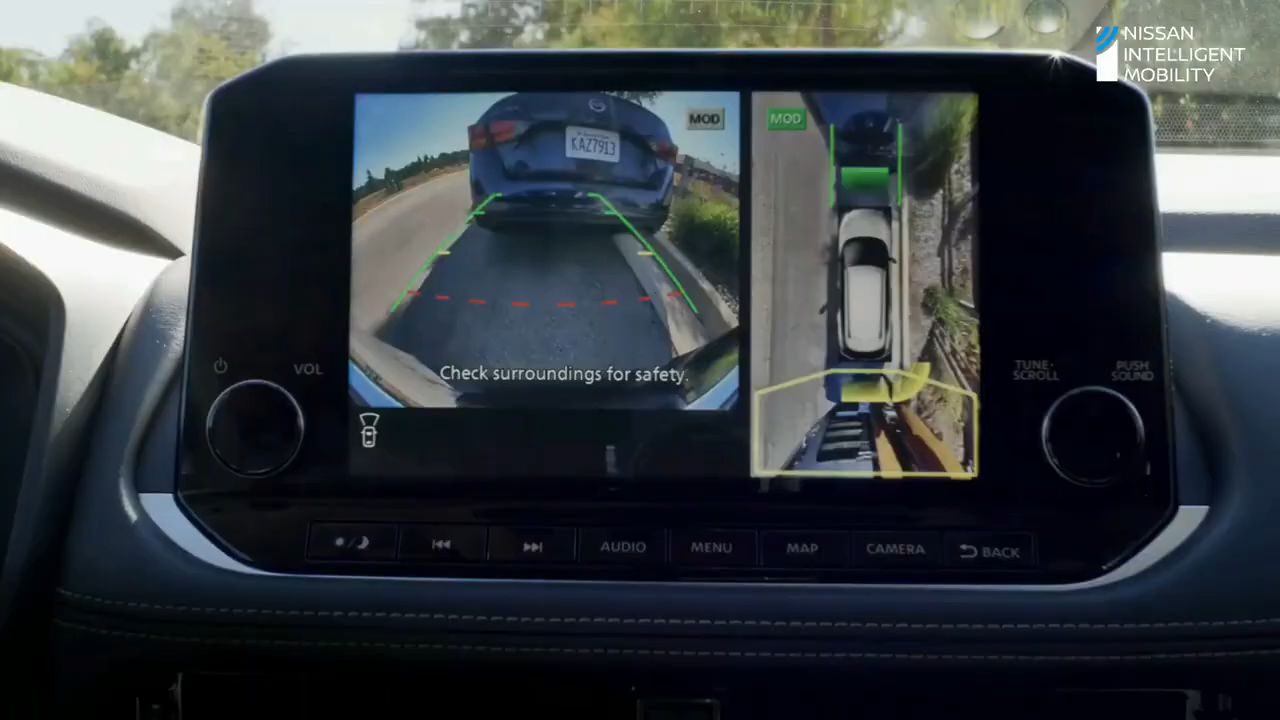 NISSAN
INTELLIGENT
MOBILITY
MOD
MOD
KAZ7913
Check surroundings for safety.
VOL
TUNE·
SCROLL
PUSH
SOUND
AUDIO
MENU
MAP
CAMERA
BACK